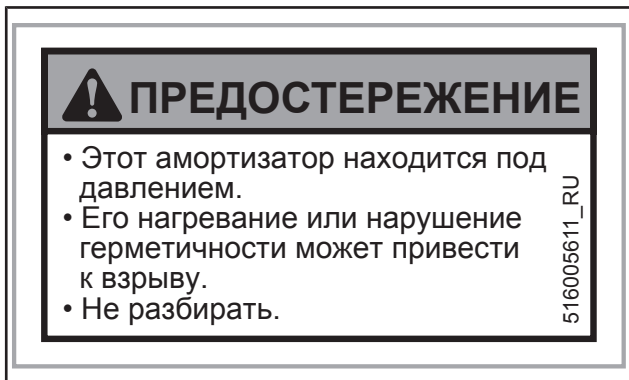 ПРЕДОСТЕРЕЖЕНИЕ
• Этот амортизатор находится под
давлением.
• Его нагревание или нарушение
герметичности может привести
к взрыву.
• Не разбирать.
516005611_RU